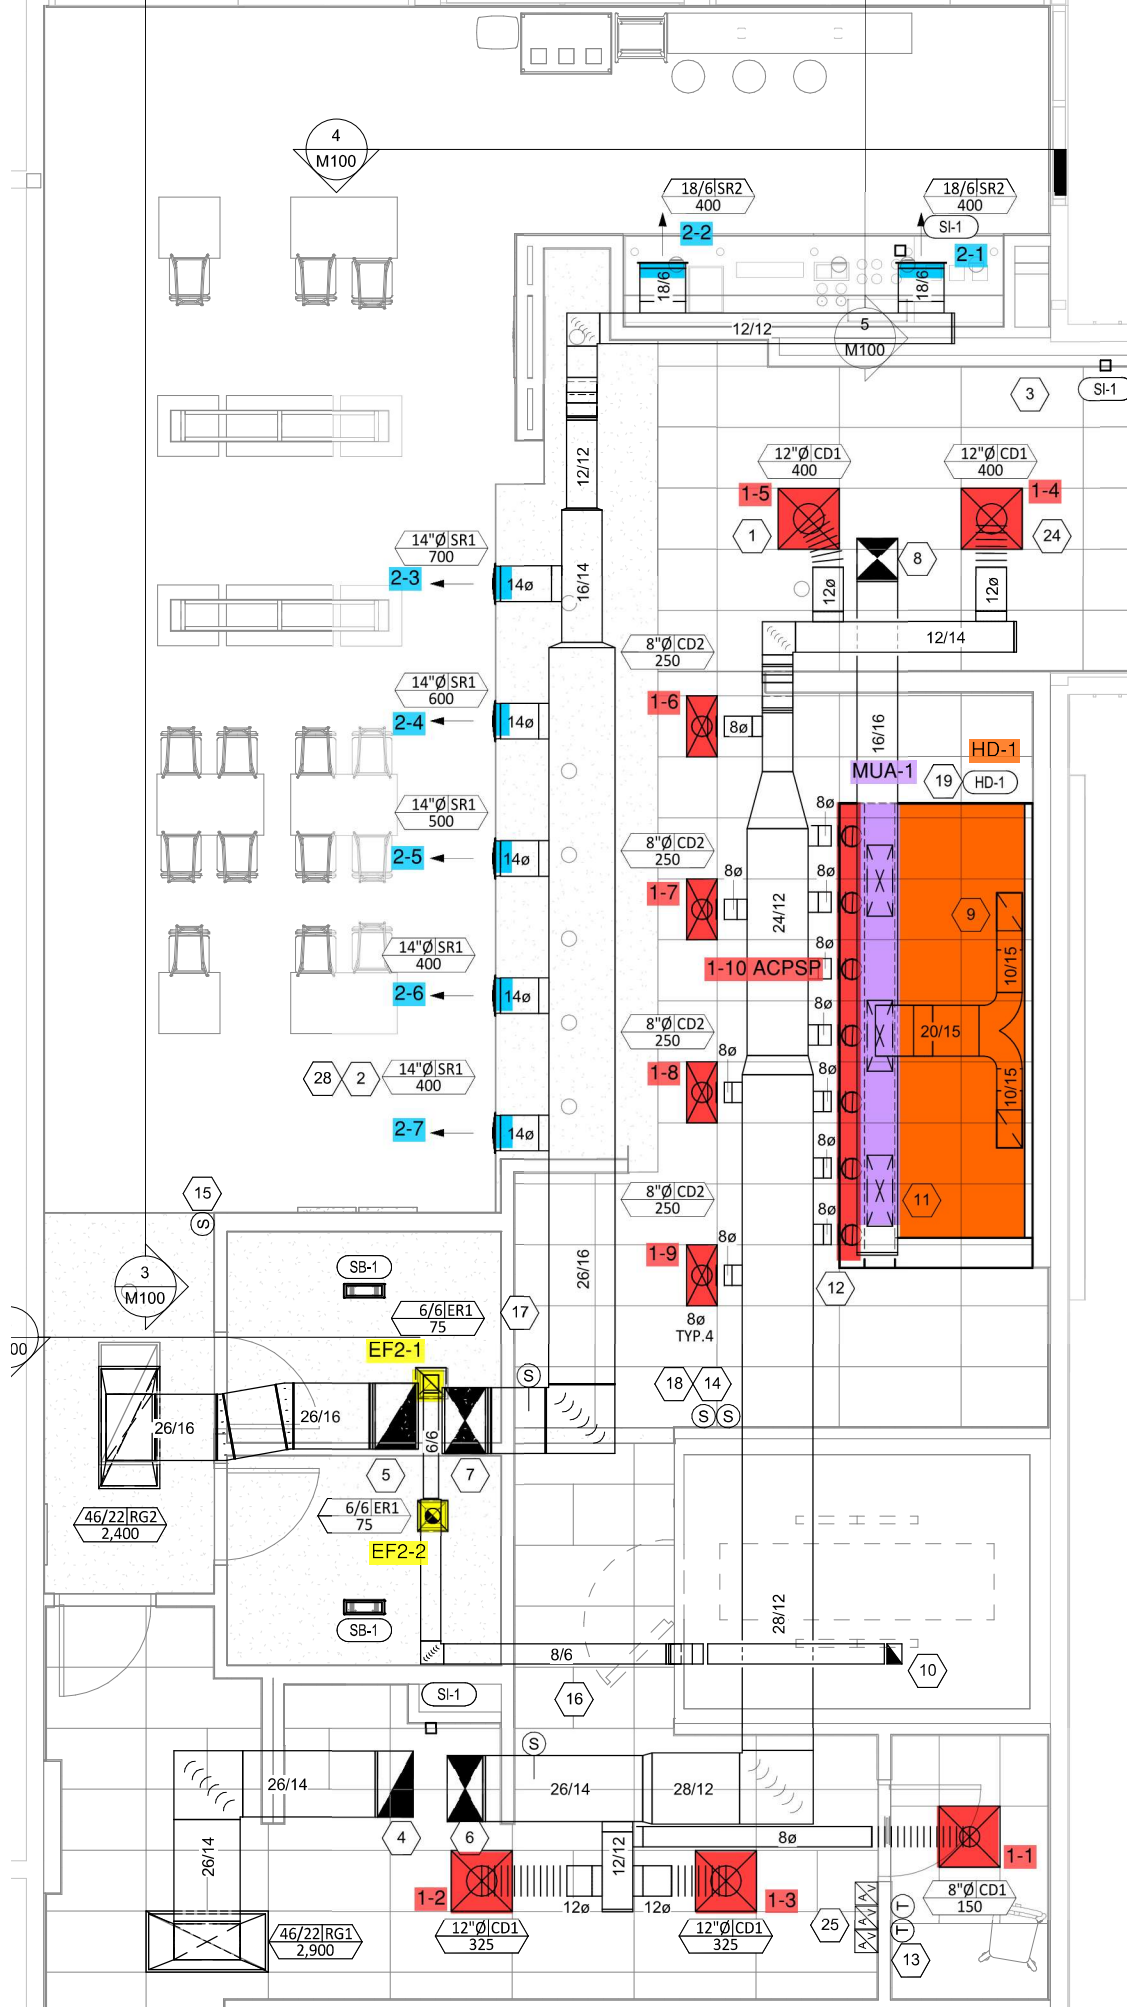 4
M100
18/6 SR2
400
18/6 SR2
400
SI-1
2-2
2-1
18/6
18/6
12/12
5
M100
3
SI-1
12/12
12"Ø CD1
400
12"Ø CD1
400
1-5
1-4
1
8
24
14"Ø SR1
700
2-3
14ø
16/14
12ø
12ø
12/14
8"Ø CD2
250
14"Ø SR1
600
2-4
14ø
1-6
8ø
16/16
HD-1
MUA-1
19
HD-1
8ø
14"Ø SR1
500
2-5
14ø
8"Ø CD2
250
1-7
8ø
8ø
24/12
9
14"Ø SR1
400
2-6
14ø
8ø
1-10 ACPSP
10/15
8ø
20/15
8"Ø CD2
250
8ø
1-8
8ø
10/15
28
2
14"Ø SR1
400
2-7
14ø
8ø
15
S
8"Ø CD2
250
11
8ø
1-9
8ø
8ø
TYP.4
12
3
M100
00
SB-1
6/6 ER1
75
17
26/16
EF2-1
S
18
14
S
S
26/16
26/16
6/6
5
7
46/22 RG2
2,400
6/6 ER1
75
EF2-2
SB-1
28/12
8/6
10
16
SI-1
S
26/14
26/14
28/12
4
6
26/14
12/12
8ø
1-1
1-2
1-3
12ø
12ø
8"Ø CD1
150
46/22 RG1
2,900
12"Ø CD1
325
12"Ø CD1
325
25
A V
A V
A V
T
T
13